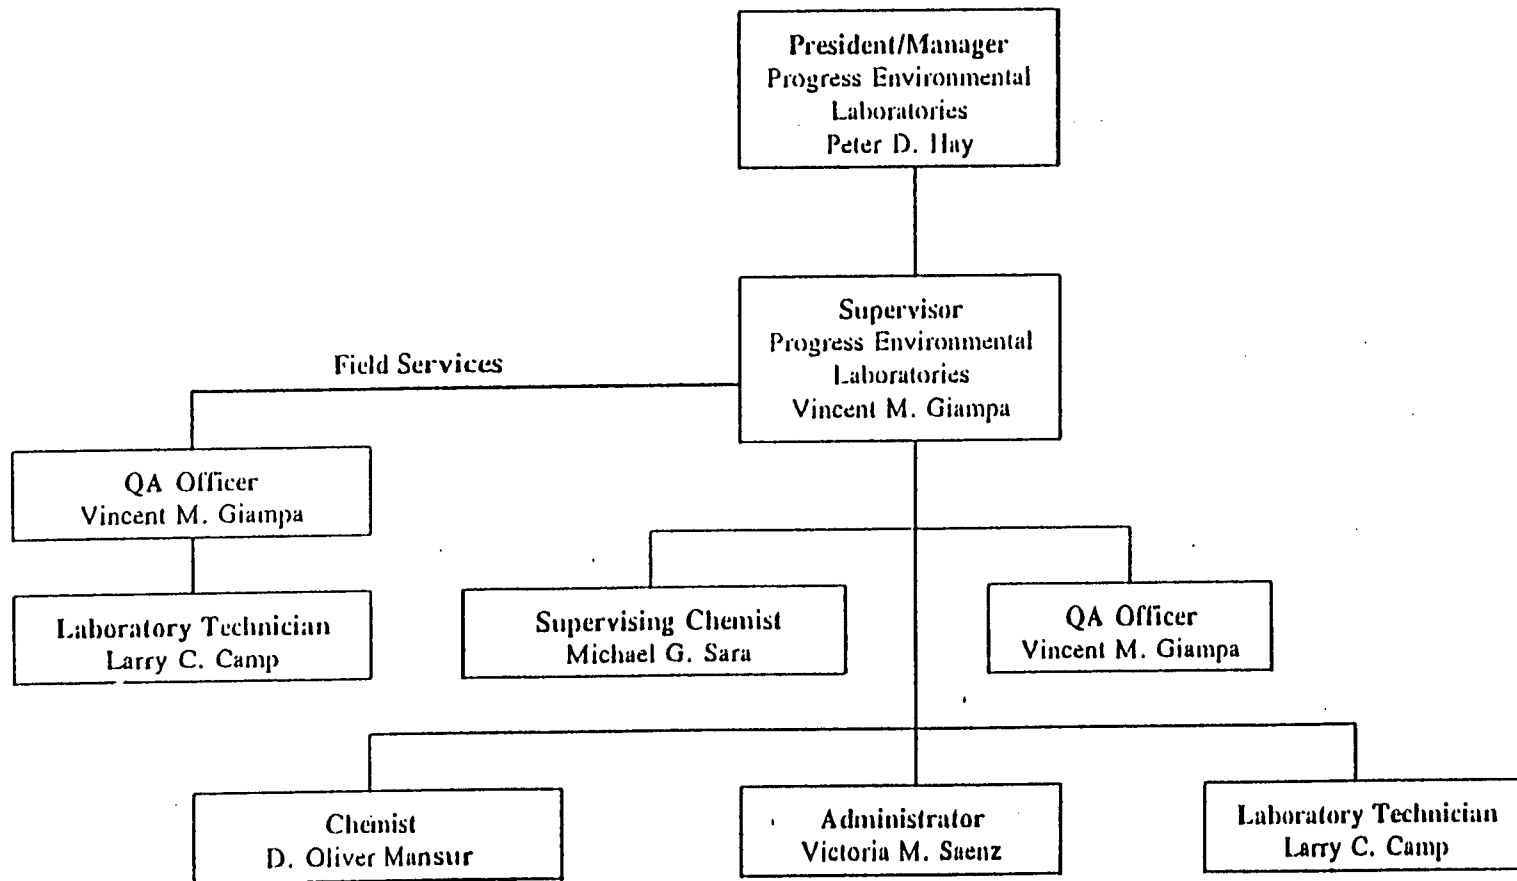 President/Manager
Progress Environmental
Laboratories
Peter D. Hay
Supervisor
Progress Environmental
Laboratories
Vincent M. Giampa
Field Services
QA Officer
Vincent M. Giampa
Laboratory Technician
Larry C. Camp
Supervising Chemist
Michael G. Sara
QA Officer
Vincent M. Giampa
Chemist
D. Oliver Mansur
Administrator
Victoria M. Saenz
Laboratory Technician
Larry C. Camp